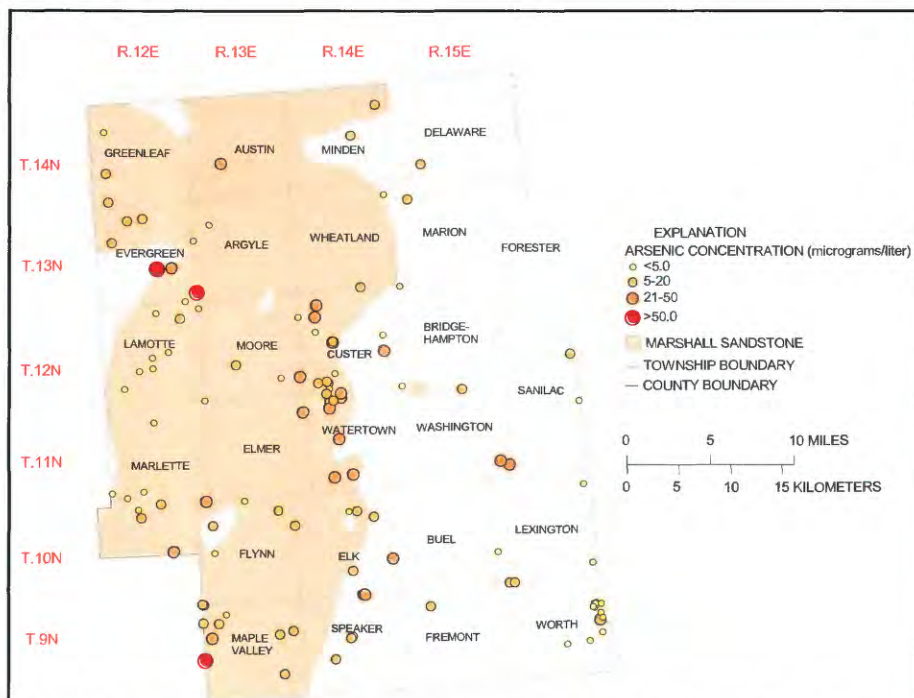 R.12E R.13E R.14E R.15E
T.14N
T.13N
T.12N
T.11N
T.10N
T.9N
GREENLEAF
AUSTIN
MINDEN
DELAWARE
EVERGREEN
ARGYLE
WHEATLAND
MARION
FORESTER
LAMOTTE
MOORE
CUSTER
BRIDGE-
HAMPTON
SANILAC
MARLETTE
ELMER
WATERTOWN
WASHINGTON
FLYNN
ELK
BUEL
LEXINGTON
MAPLE
VALLEY
SPEAKER
FREMONT
WORTH
EXPLANATION
ARSENIC CONCENTRATION (micrograms/liter)
<5.0
5-20
21-50
>50.0
MARSHALL SANDSTONE
TOWNSHIP BOUNDARY
COUNTY BOUNDARY
0 5 10 MILES
0 5 10 15 KILOMETERS